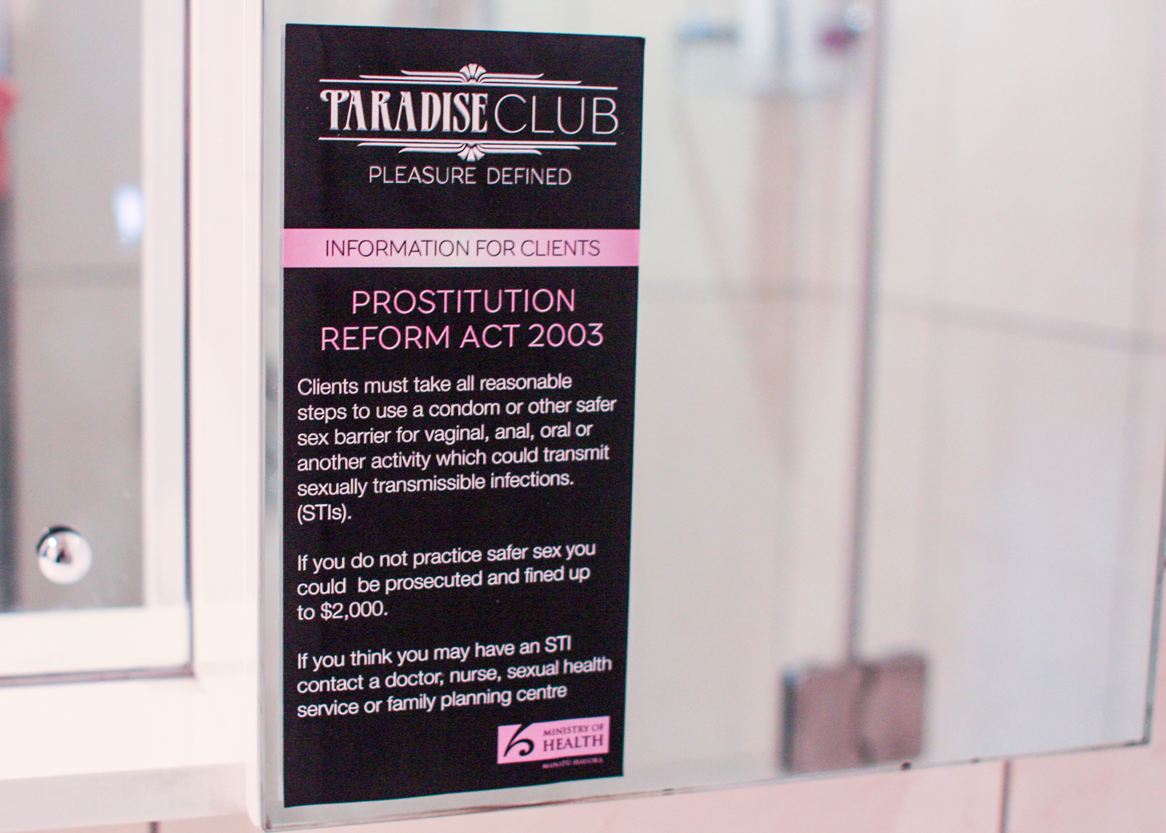 PARADISE CLUB
PLEASURE DEFINED
INFORMATION FOR CLIENTS
PROSTITUTION
REFORM ACT 2003
Clients must take all reasonable
steps to use a condom or other safer
sex barrier for vaginal, anal, oral or
another activity which could transmit
sexually transmissible infections.
(STIs).
If you do not practice safer sex you
could be prosecuted and fined up
to $2,000.
If you think you may have an STI
contact a doctor, nurse, sexual health
service or family planning centre
MINISTRY OF
HEALTH
MANATŪ HAUORA